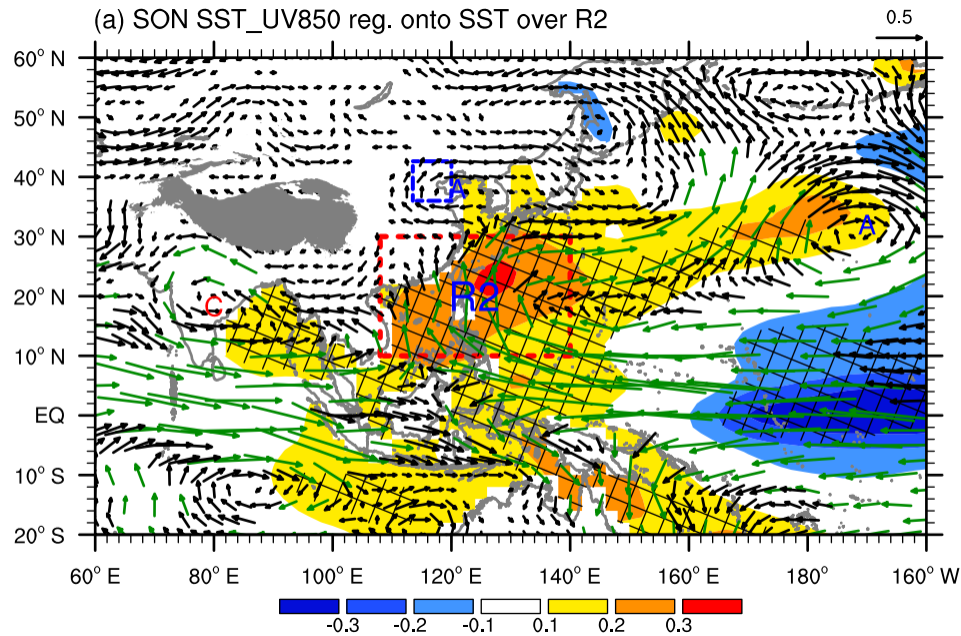 (a) SON SST_UV850 reg. onto SST over R2
0.5
60° N
50° N
40° N
30° N
20° N
10° N
EQ
10° S
20° S
A
A
C
R2
60° E
80° E
100° E
120° E
140° E
160° E
180°
160° W
-0.3
-0.2
-0.1
0.1
0.2
0.3